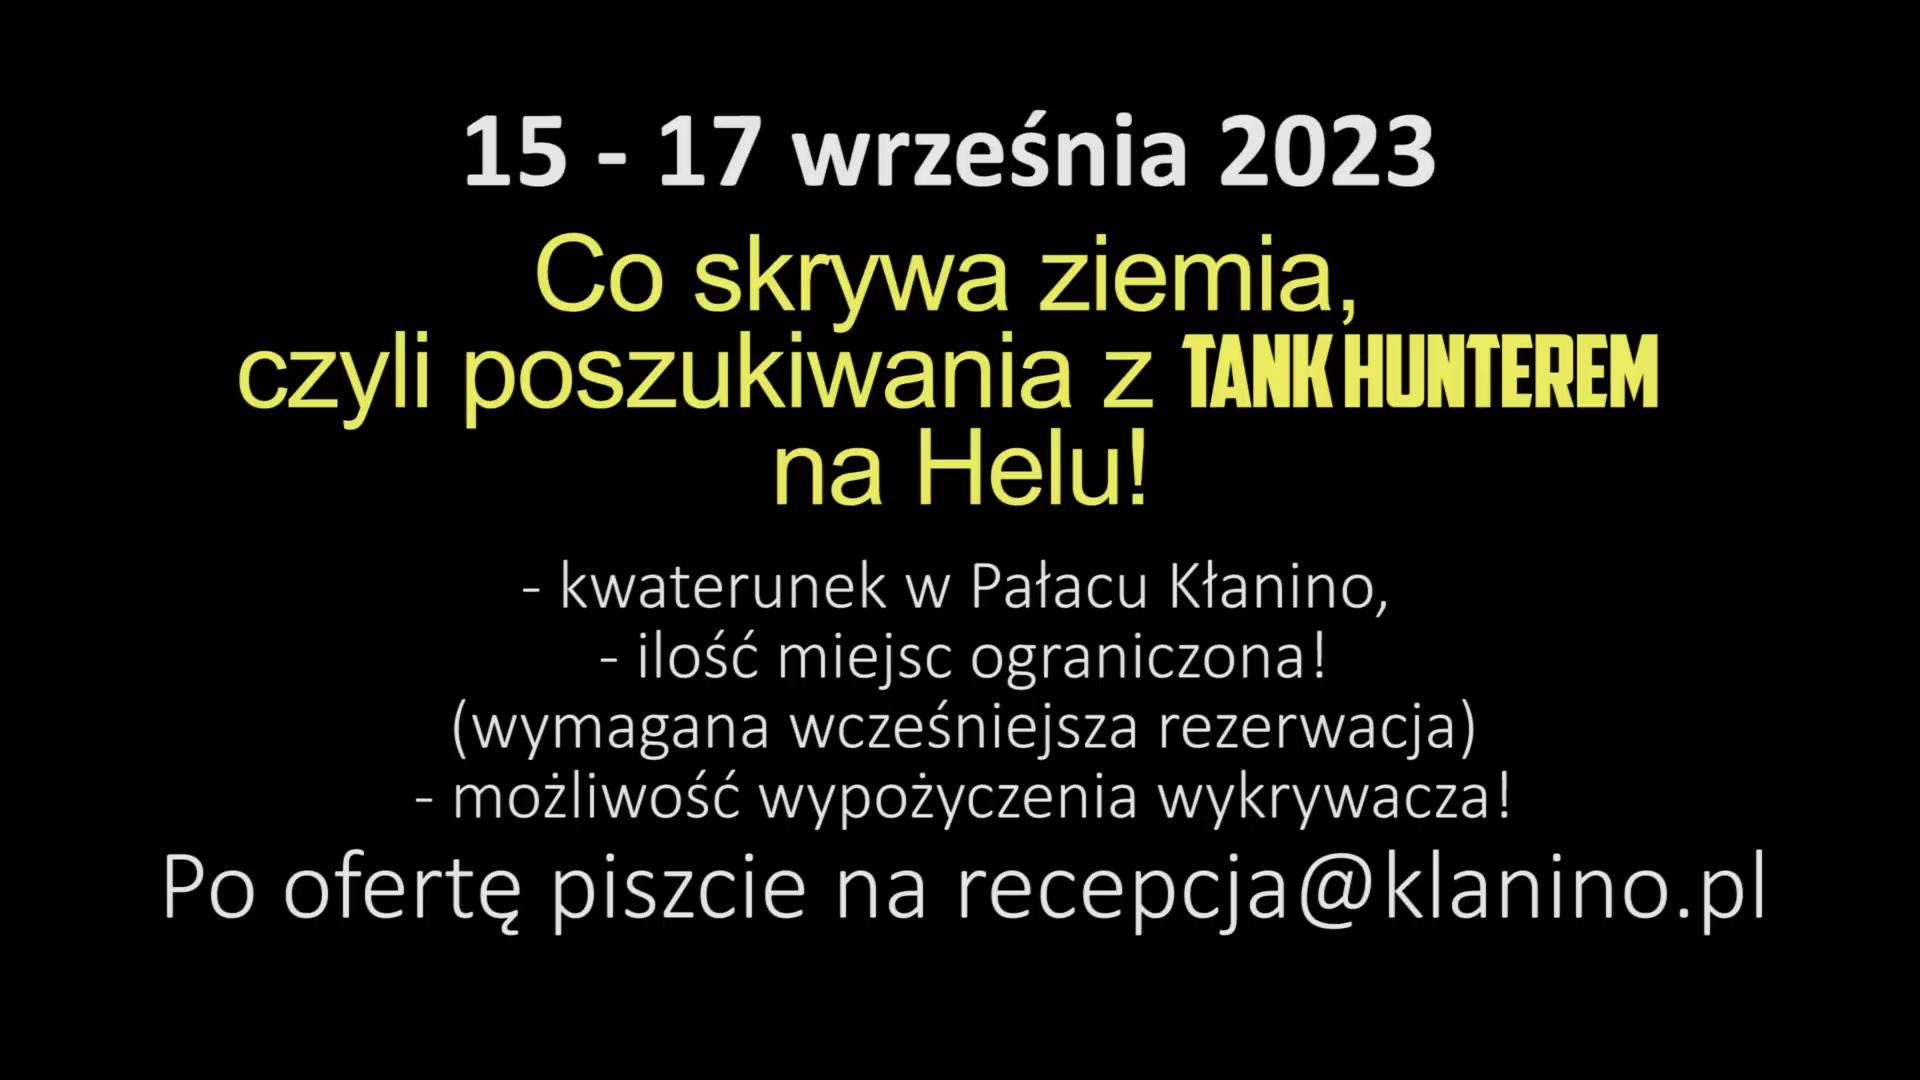 15 - 17 września 2023
Co skrywa ziemia,
czyli poszukiwania z TANK HUNTEREM
na Helu!
- kwaterunek w Pałacu Kłanino,
- ilość miejsc ograniczona!
(wymagana wcześniejsza rezerwacja)
- możliwość wypożyczenia wykrywacza!
Po ofertę piszcie na recepcja@klanino.pl